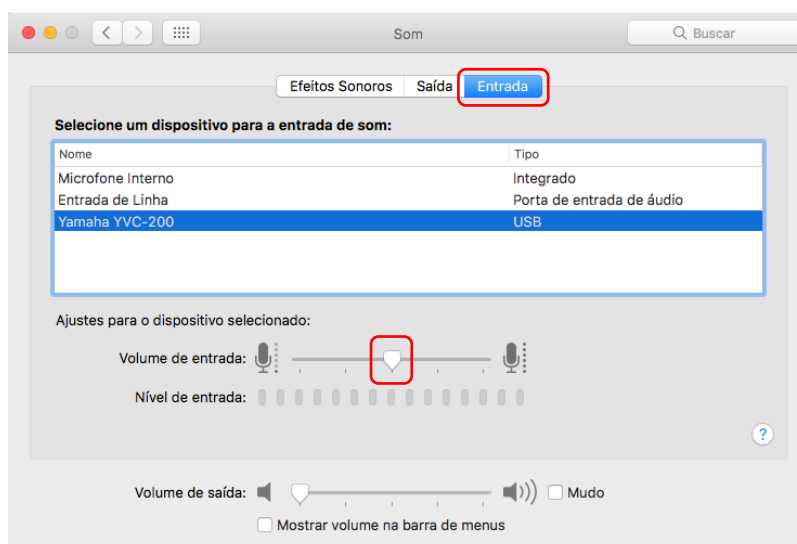 Som
Buscar
Efeitos Sonoros Saída Entrada
Selecione um dispositivo para a entrada de som:
Nome Tipo
Microfone Interno Integrado
Entrada de Linha Porta de entrada de áudio
Yamaha YVC-200 USB
Ajustes para o dispositivo selecionado:
Volume de entrada:
Nível de entrada:
?
Volume de saída: Mudo
Mostrar volume na barra de menus